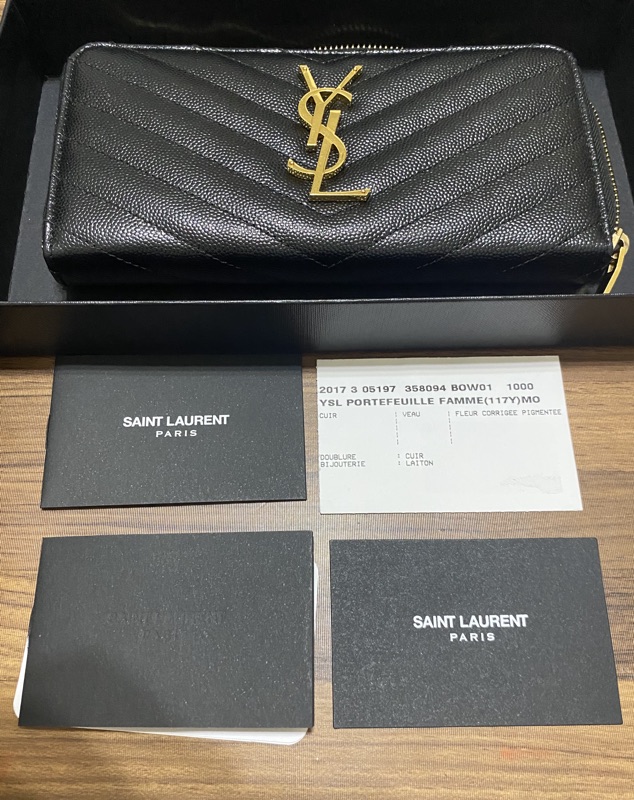 YSL
SAINT LAURENT
PARIS
2017 3 05197 358094 BOW01 1000
YSL PORTEFEUILLE FAMME(117Y)MO
CUIR | VEAU | FLEUR CORRIGEE PIGMENTEE
DOUBLURE : CUIR
BIJOUTERIE : LAITON
SAINT LAURENT
PARIS